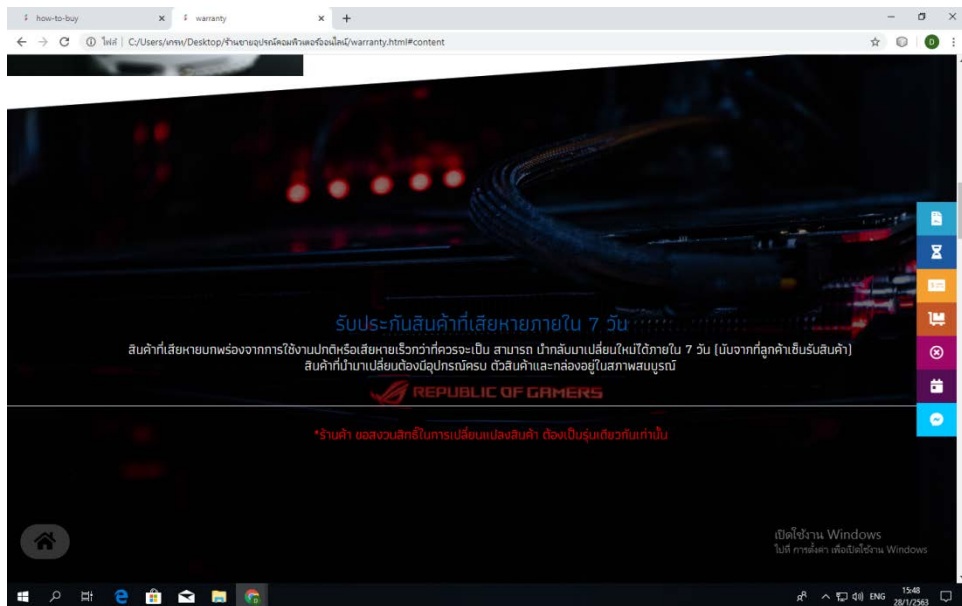 how-to-buy
warranty
ไฟล์ | C:/Users/เกรท/Desktop/ร้านขายอุปรณ์คอมพิวเตอร์ออนไลน์/warranty.html#content
รับประกันสินค้าที่เสียหายภายใน 7 วัน
สินค้าที่เสียหายบกพร่องจากการใช้งานปกติหรือเสียหายเร็วกว่าที่ควรจะเป็น สามารถ นำกลับมาเปลี่ยนใหม่ได้ภายใน 7 วัน (นับจากที่ลูกค้าเซ็นรับสินค้า)
สินค้าที่นำมาเปลี่ยนต้องมีอุปกรณ์ครบ ตัวสินค้าและกล่องอยู่ในสภาพสมบูรณ์
REPUBLIC OF GAMERS
*ร้านค้า ขอสงวนสิทธิ์ในการเปลี่ยนแปลงสินค้า ต้องเป็นรุ่นเดียวกันเท่านั้น
เปิดใช้งาน Windows
ไปที่ การตั้งค่า เพื่อเปิดใช้งาน Windows
ENG
15:48
28/1/2563